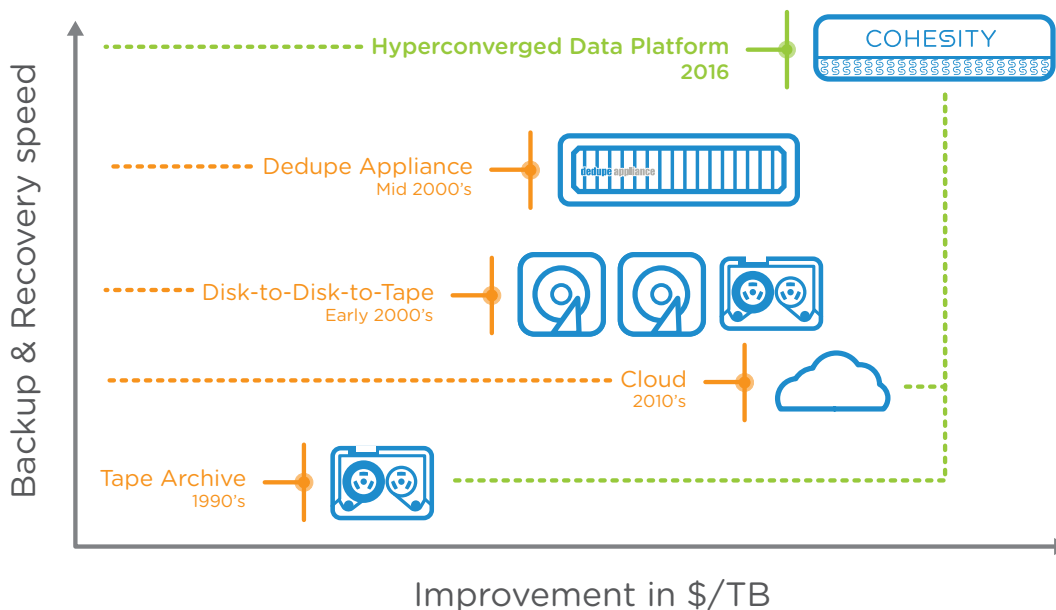 Hyperconverged Data Platform
2016
COHESITY
Dedupe Appliance
Mid 2000's
dedupe appliance
Disk-to-Disk-to-Tape
Early 2000's
Cloud
2010's
Tape Archive
1990's
Backup & Recovery speed
Improvement in $/TB